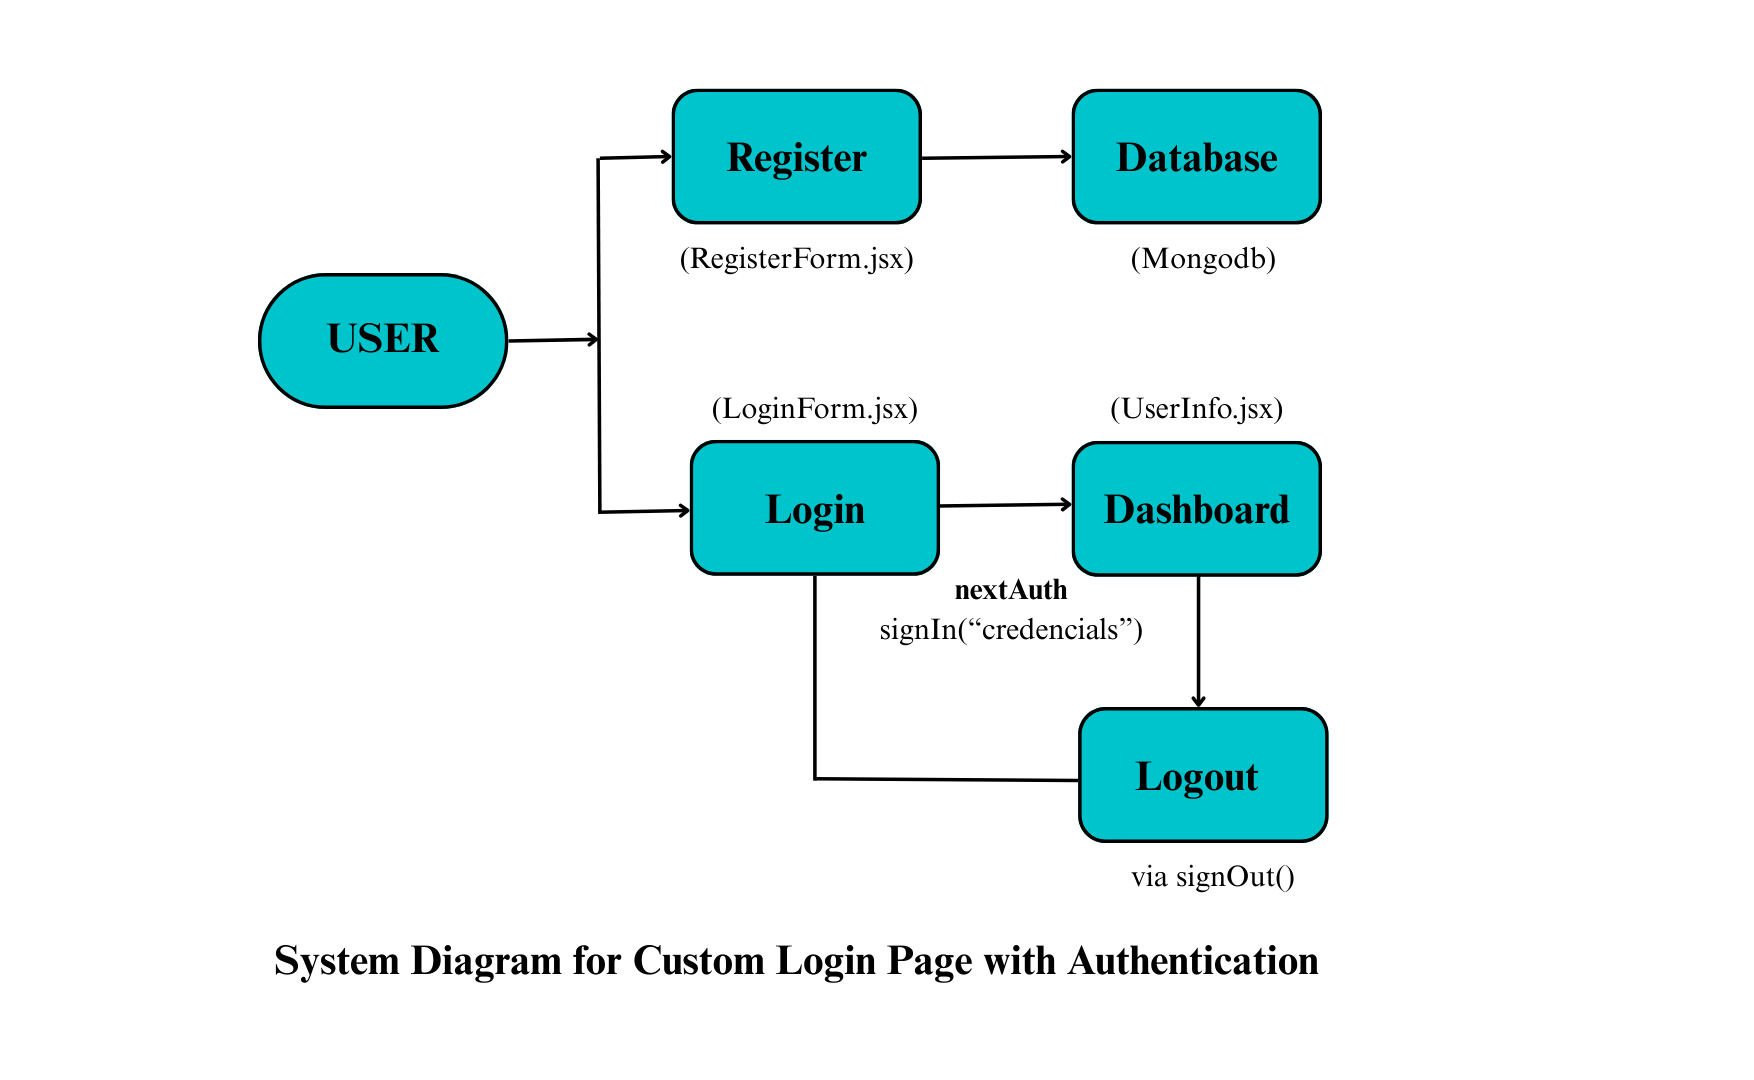 Register
Database
(RegisterForm.jsx)
(Mongodb)
USER
(LoginForm.jsx)
(UserInfo.jsx)
Login
Dashboard
nextAuth
signIn(“credencials”)
Logout
via signOut()
System Diagram for Custom Login Page with Authentication